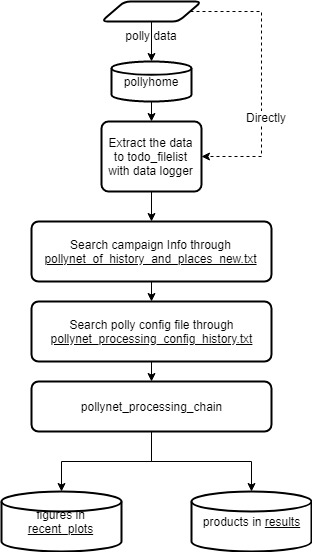 polly data
pollyhome
Directly
Extract the data
to todo_filelist
with data logger
Search campaign Info through
pollynet_of_history_and_places_new.txt
Search polly config file through
pollynet_processing_config_history.txt
pollynet_processing_chain
figures in
recent_plots
products in results